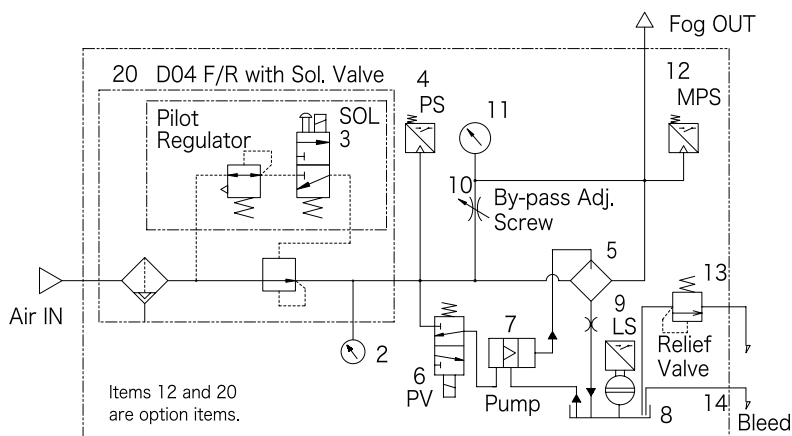 Fog OUT
20 D04 F/R with Sol. Valve
4
PS
11
12
MPS
Pilot
Regulator
SOL
3
10
By-pass Adj.
Screw
5
Air IN
2
6
PV
7
Pump
9
LS
13
Relief
Valve
8
14
Bleed
Items 12 and 20
are option items.